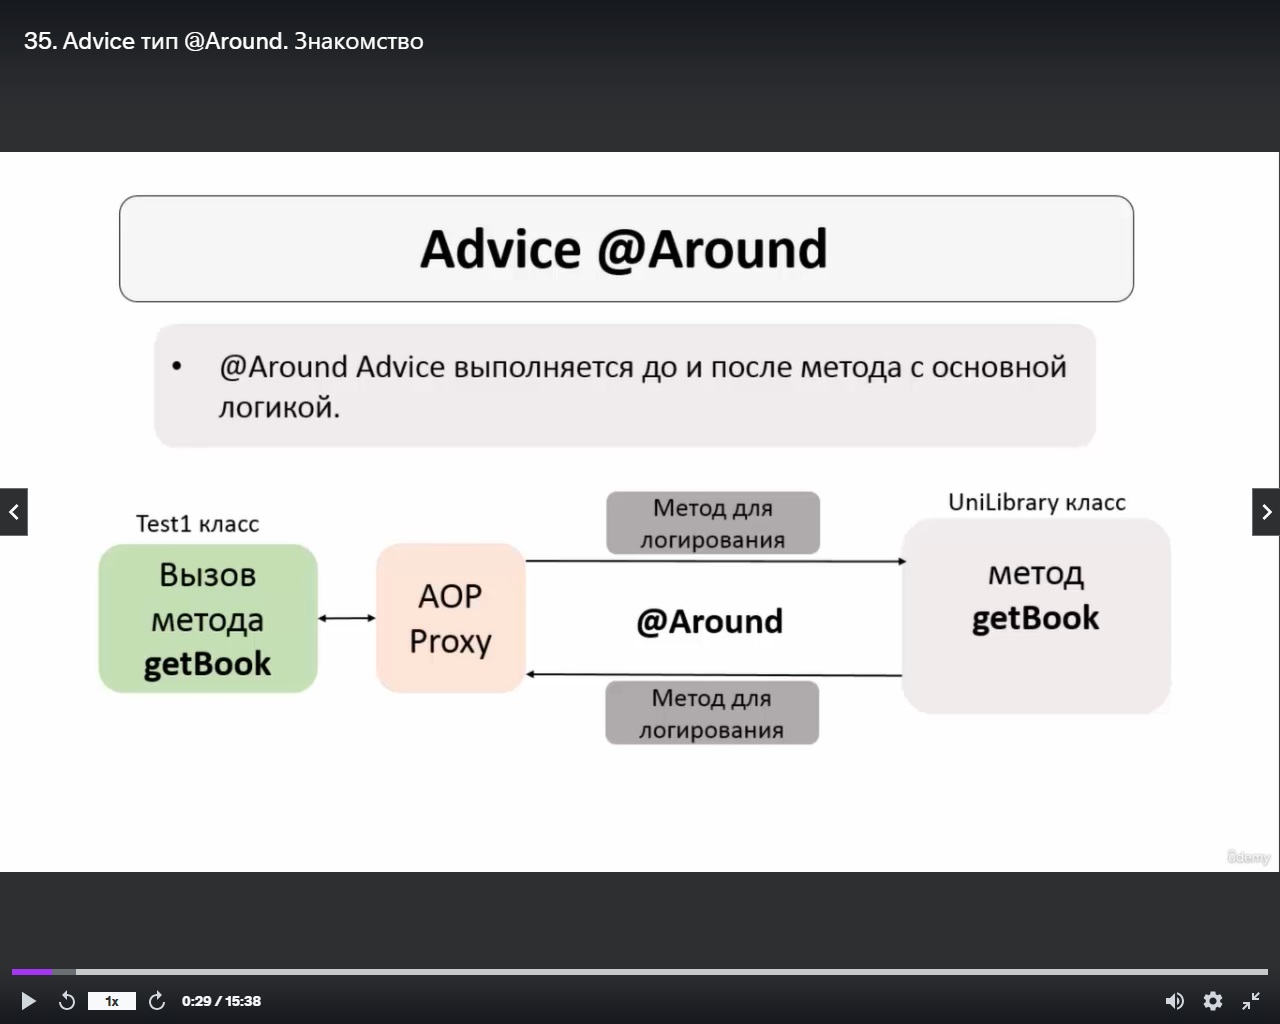 35. Advice тип @Around. Знакомство
Advice @Around
• @Around Advice выполняется до и после метода с основной
логикой.
Test1 класс
Вызов
метода
getBook
AOP
Proxy
Метод для
логирования
@Around
Метод для
логирования
UniLibrary класс
метод
getBook
ûdemy
1x
0:29 / 15:38